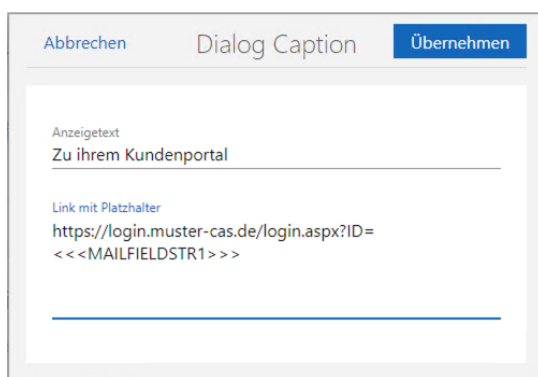 Abbrechen Dialog Caption Übernehmen
Anzeigetext
Zu ihrem Kundenportal
Link mit Platzhalter
https://login.muster-cas.de/login.aspx?ID=
<<<MAILFIELDSTR1>>>